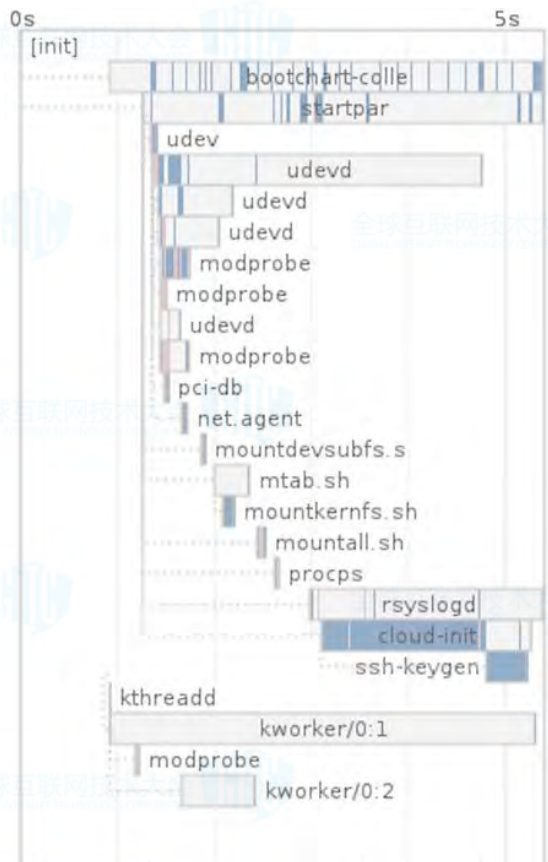 0s 5s
[init]
bootchart-colle
startpar
udev
udevd
udevd
udevd
modprobe
modprobe
udevd
modprobe
pci-db
net.agent
mountdevsubfs.s
mtab.sh
mountkernfs.sh
mountall.sh
procps
rsyslogd
cloud-init
ssh-keygen
kthreadd
kworker/0:1
modprobe
kworker/0:2